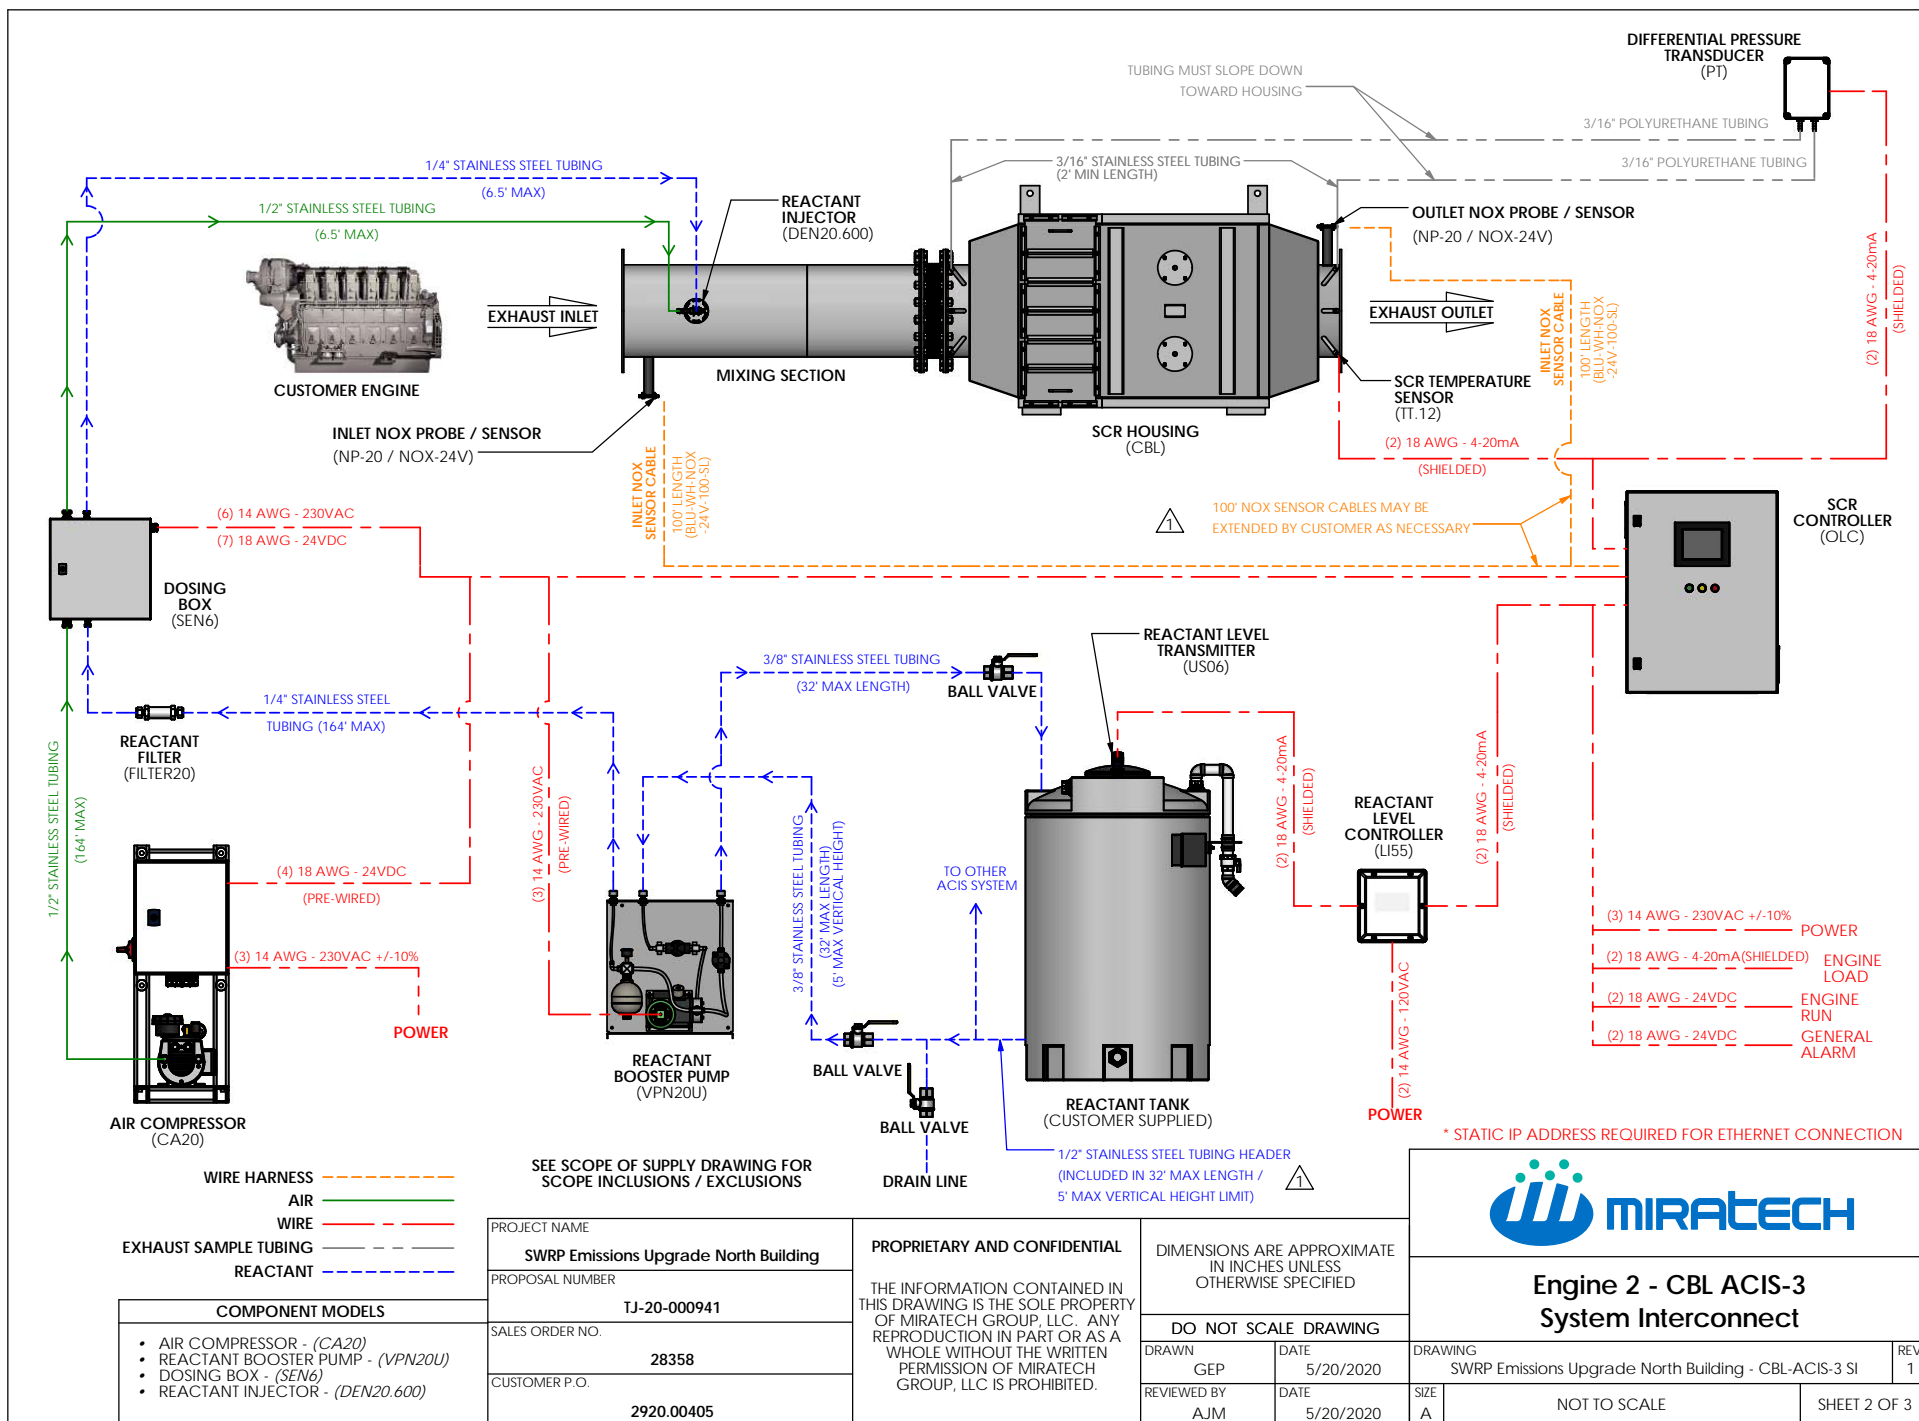 DIFFERENTIAL PRESSURE
TRANSDUCER
(PT)
TUBING MUST SLOPE DOWN
TOWARD HOUSING
3/16" POLYURETHANE TUBING
3/16" POLYURETHANE TUBING
3/16" STAINLESS STEEL TUBING
(2' MIN LENGTH)
1/4" STAINLESS STEEL TUBING
(6.5' MAX)
1/2" STAINLESS STEEL TUBING
(6.5' MAX)
REACTANT
INJECTOR
(DEN20.600)
OUTLET NOX PROBE / SENSOR
(NP-20 / NOX-24V)
(2) 18 AWG - 4-20mA
(SHIELDED)
EXHAUST INLET
EXHAUST OUTLET
INLET NOX
SENSOR CABLE
100' LENGTH
(BLU-WH-NOX
-24V-100-SL)
CUSTOMER ENGINE
MIXING SECTION
SCR TEMPERATURE
SENSOR
(TT.12)
SCR HOUSING
(CBL)
INLET NOX PROBE / SENSOR
(NP-20 / NOX-24V)
INLET NOX
SENSOR CABLE
100' LENGTH
(BLU-WH-NOX
-24V-100-SL)
(2) 18 AWG - 4-20mA
(SHIELDED)
(6) 14 AWG - 230VAC
(7) 18 AWG - 24VDC
1
100' NOX SENSOR CABLES MAY BE
EXTENDED BY CUSTOMER AS NECESSARY
SCR
CONTROLLER
(OLC)
DOSING
BOX
(SEN6)
REACTANT LEVEL
TRANSMITTER
(US06)
3/8" STAINLESS STEEL TUBING
(32' MAX LENGTH)
BALL VALVE
1/4" STAINLESS STEEL
TUBING (164' MAX)
REACTANT
FILTER
(FILTER20)
1/2" STAINLESS STEEL TUBING
(164' MAX)
(3) 14 AWG - 230VAC
(PRE-WIRED)
3/8" STAINLESS STEEL TUBING
(32' MAX LENGTH)
(5' MAX VERTICAL HEIGHT)
(2) 18 AWG - 4-20mA
(SHIELDED)
(2) 18 AWG - 4-20mA
(SHIELDED)
REACTANT
LEVEL
CONTROLLER
(LI55)
(4) 18 AWG - 24VDC
(PRE-WIRED)
TO OTHER
ACIS SYSTEM
(3) 14 AWG - 230VAC +/-10%
POWER
(3) 14 AWG - 230VAC +/-10%
POWER
(2) 18 AWG - 4-20mA(SHIELDED)
ENGINE
LOAD
(2) 18 AWG - 24VDC
ENGINE
RUN
(2) 18 AWG - 24VDC
GENERAL
ALARM
(2) 14 AWG - 120VAC
POWER
REACTANT
BOOSTER PUMP
(VPN20U)
BALL VALVE
BALL VALVE
DRAIN LINE
REACTANT TANK
(CUSTOMER SUPPLIED)
AIR COMPRESSOR
(CA20)
1/2" STAINLESS STEEL TUBING HEADER
(INCLUDED IN 32' MAX LENGTH /
5' MAX VERTICAL HEIGHT LIMIT)
1
* STATIC IP ADDRESS REQUIRED FOR ETHERNET CONNECTION
SEE SCOPE OF SUPPLY DRAWING FOR
SCOPE INCLUSIONS / EXCLUSIONS
WIRE HARNESS
AIR
WIRE
EXHAUST SAMPLE TUBING
REACTANT
COMPONENT MODELS
• AIR COMPRESSOR - (CA20)
• REACTANT BOOSTER PUMP - (VPN20U)
• DOSING BOX - (SEN6)
• REACTANT INJECTOR - (DEN20.600)
PROJECT NAME
SWRP Emissions Upgrade North Building
PROPOSAL NUMBER
TJ-20-000941
SALES ORDER NO.
28358
CUSTOMER P.O.
2920.00405
PROPRIETARY AND CONFIDENTIAL
THE INFORMATION CONTAINED IN
THIS DRAWING IS THE SOLE PROPERTY
OF MIRATECH GROUP, LLC. ANY
REPRODUCTION IN PART OR AS A
WHOLE WITHOUT THE WRITTEN
PERMISSION OF MIRATECH
GROUP, LLC IS PROHIBITED.
DIMENSIONS ARE APPROXIMATE
IN INCHES UNLESS
OTHERWISE SPECIFIED
DO NOT SCALE DRAWING
DRAWN
GEP
DATE
5/20/2020
REVIEWED BY
AJM
DATE
5/20/2020
MIRATECH
Engine 2 - CBL ACIS-3
System Interconnect
DRAWING
SWRP Emissions Upgrade North Building - CBL-ACIS-3 SI
REV
1
SIZE
A
NOT TO SCALE
SHEET 2 OF 3